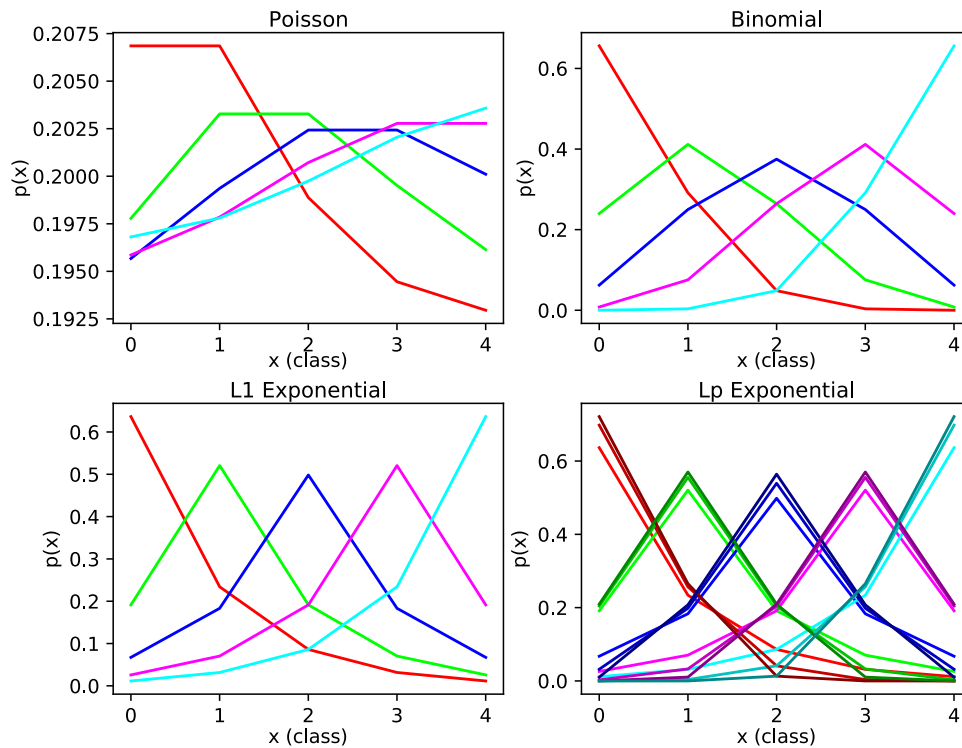 Poisson
0.2075
0.2050
0.2025
0.2000
0.1975
0.1950
0.1925
p(x)
0 1 2 3 4
x (class)
Binomial
0.6
0.4
0.2
0.0
p(x)
0 1 2 3 4
x (class)
L1 Exponential
0.6
0.5
0.4
0.3
0.2
0.1
0.0
p(x)
0 1 2 3 4
x (class)
Lp Exponential
0.6
0.4
0.2
0.0
p(x)
0 1 2 3 4
x (class)